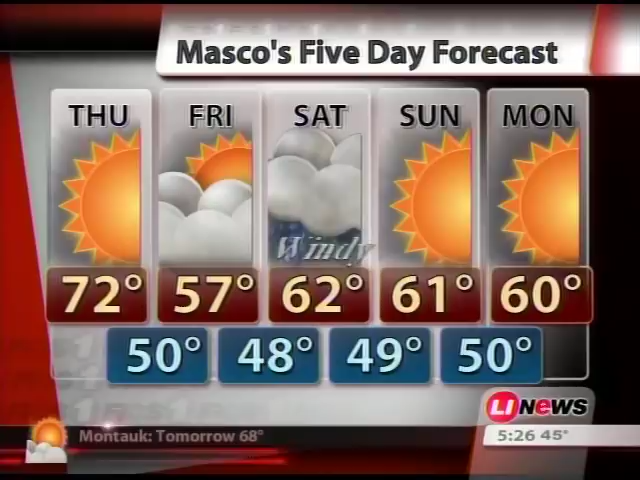 Masco's Five Day Forecast
THU FRI SAT SUN MON
Windy
72° 57° 62° 61° 60°
50° 48° 49° 50°
LI NEWS
Montauk: Tomorrow 68°
5:26 45°